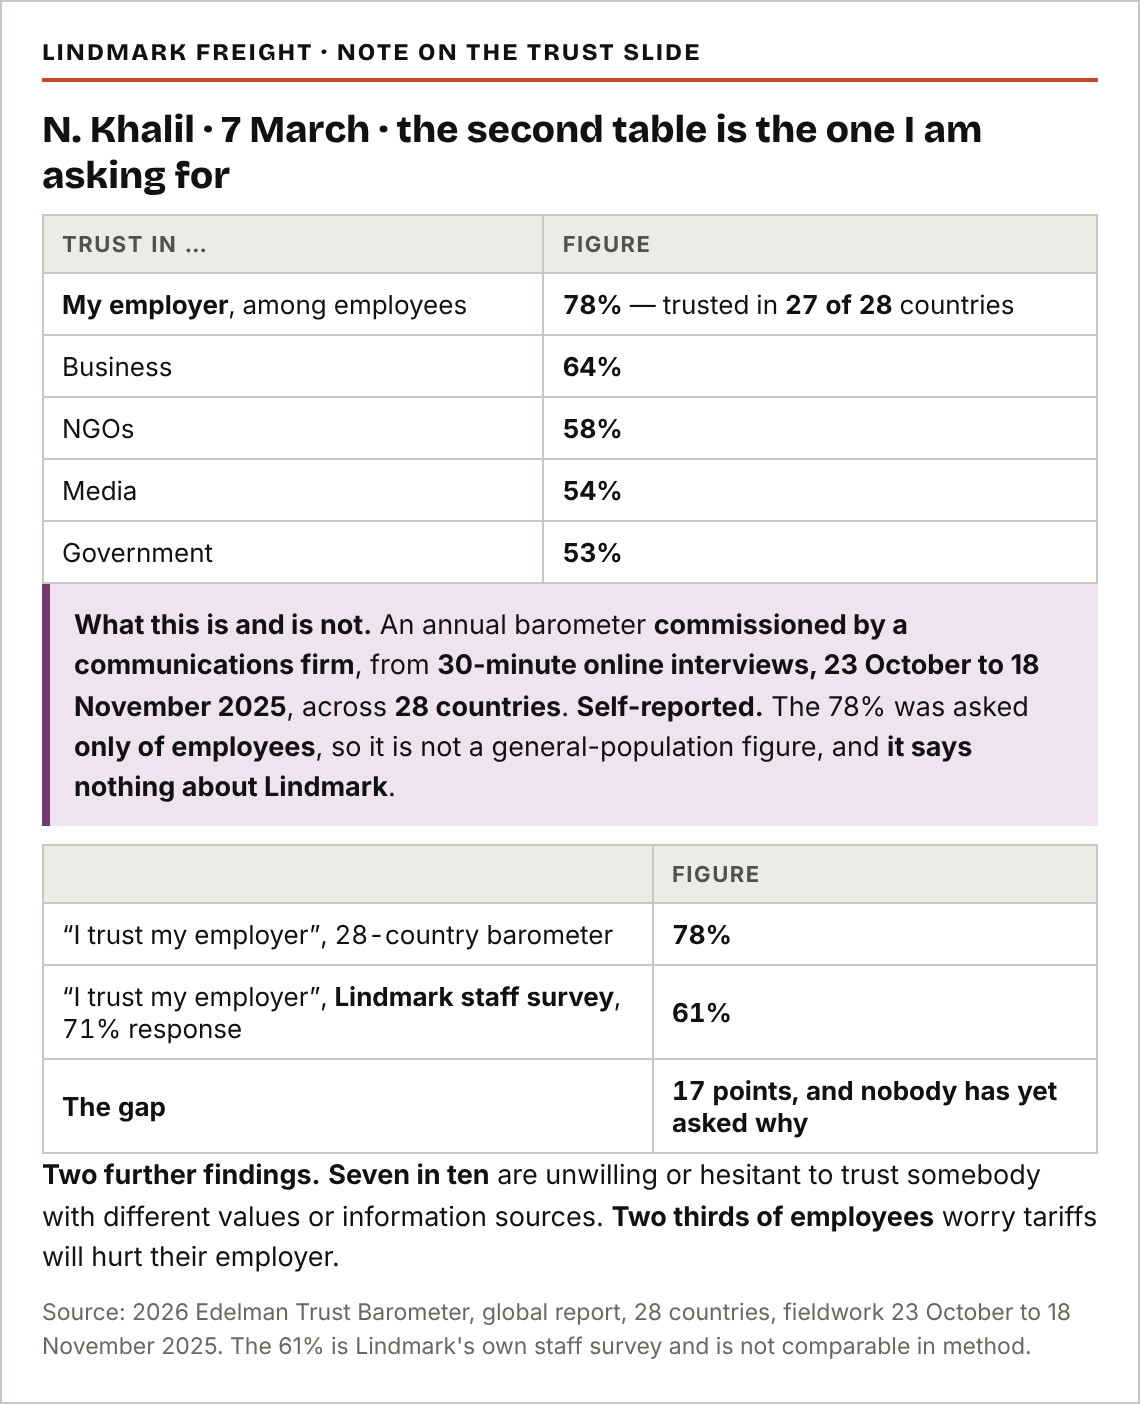 LINDMARK FREIGHT · NOTE ON THE TRUST SLIDE
N. Khalil · 7 March · the second table is the one I am
asking for
TRUST IN ...
FIGURE
My employer, among employees
78% — trusted in 27 of 28 countries
Business
64%
NGOs
58%
Media
54%
Government
53%
What this is and is not. An annual barometer commissioned by a
communications firm, from 30-minute online interviews, 23 October to 18
November 2025, across 28 countries. Self-reported. The 78% was asked
only of employees, so it is not a general-population figure, and it says
nothing about Lindmark.
FIGURE
“I trust my employer”, 28-country barometer
78%
“I trust my employer”, Lindmark staff survey,
71% response
61%
The gap
17 points, and nobody has yet
asked why
Two further findings. Seven in ten are unwilling or hesitant to trust somebody
with different values or information sources. Two thirds of employees worry tariffs
will hurt their employer.
Source: 2026 Edelman Trust Barometer, global report, 28 countries, fieldwork 23 October to 18
November 2025. The 61% is Lindmark's own staff survey and is not comparable in method.